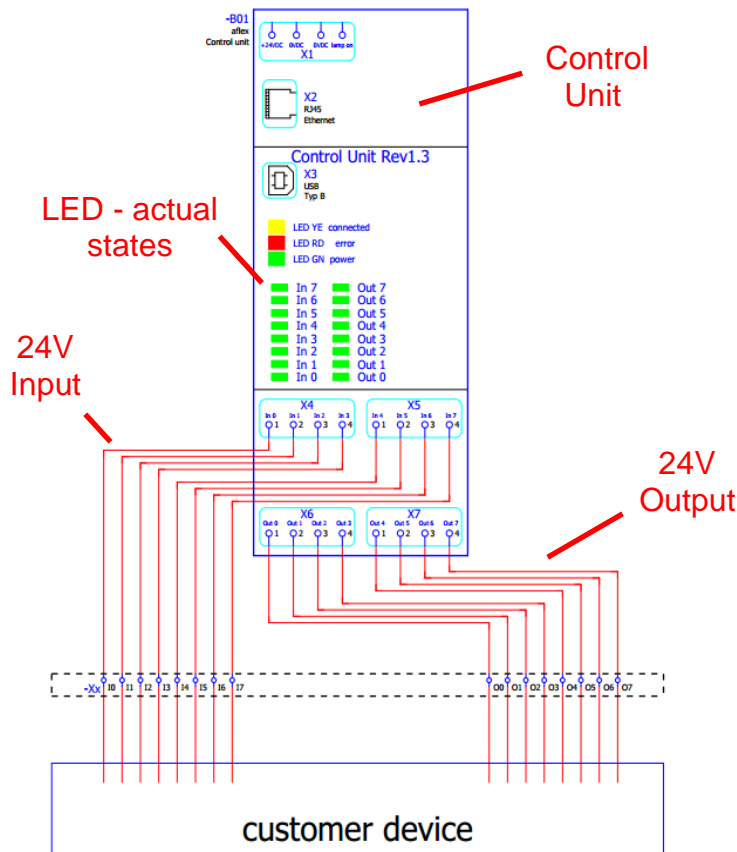 -B01
aflex
Control unit
+24VDC 0VDC 0VDC lamp on
X1
Control
Unit
X2
RJ45
Ethernet
Control Unit Rev1.3
X3
USB
Typ B
LED - actual
states
LED YE connected
LED RD error
LED GN power
In 7 Out 7
In 6 Out 6
In 5 Out 5
In 4 Out 4
In 3 Out 3
In 2 Out 2
In 1 Out 1
In 0 Out 0
24V
Input
X4 X5
In 0 In 1 In 2 In 3 In 4 In 5 In 6 In 7
1 2 3 4 1 2 3 4
24V
Output
X6 X7
Out 0 Out 1 Out 2 Out 3 Out 4 Out 5 Out 6 Out 7
1 2 3 4 1 2 3 4
-Xx I0 I1 I2 I3 I4 I5 I6 I7 O0 O1 O2 O3 O4 O5 O6 O7
customer device